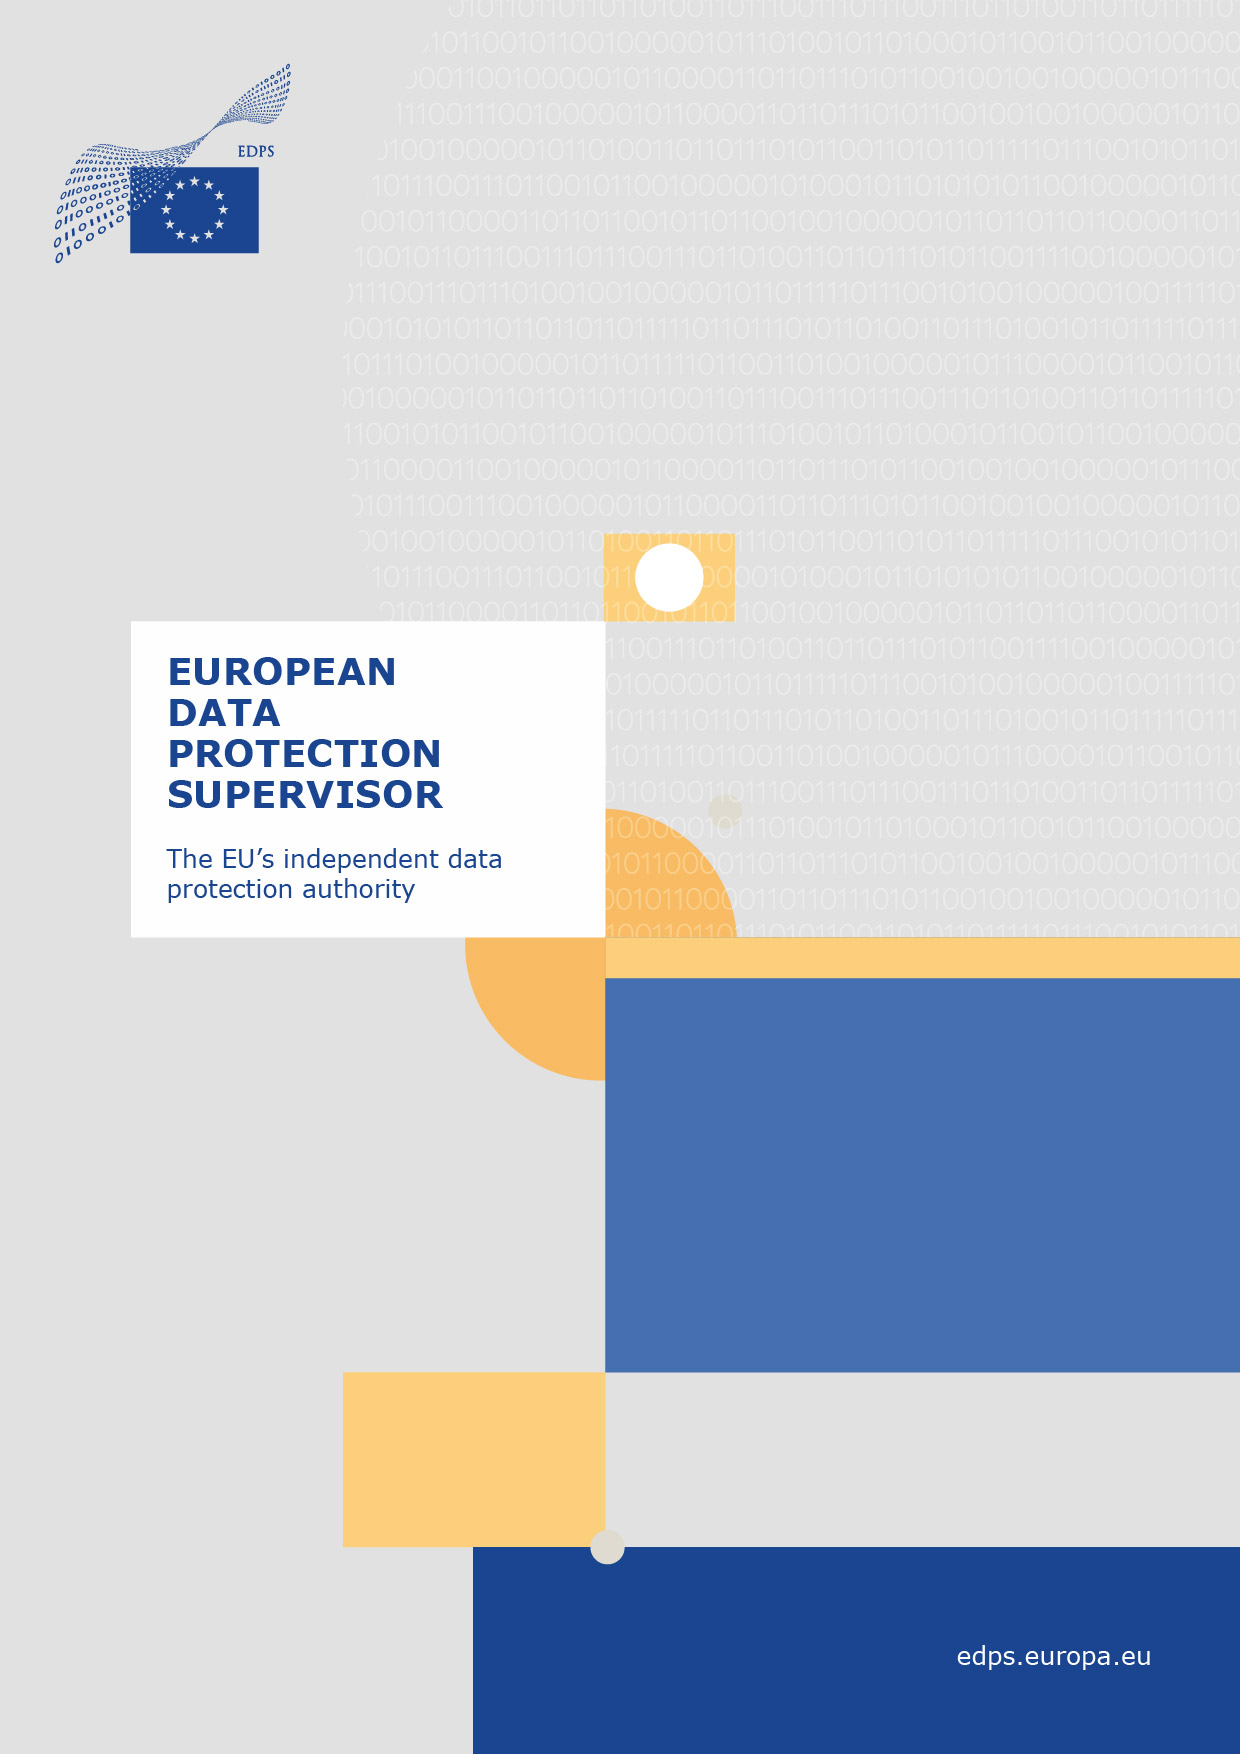 EDPS
EUROPEAN
DATA
PROTECTION
SUPERVISOR
The EU’s independent data
protection authority
edps.europa.eu